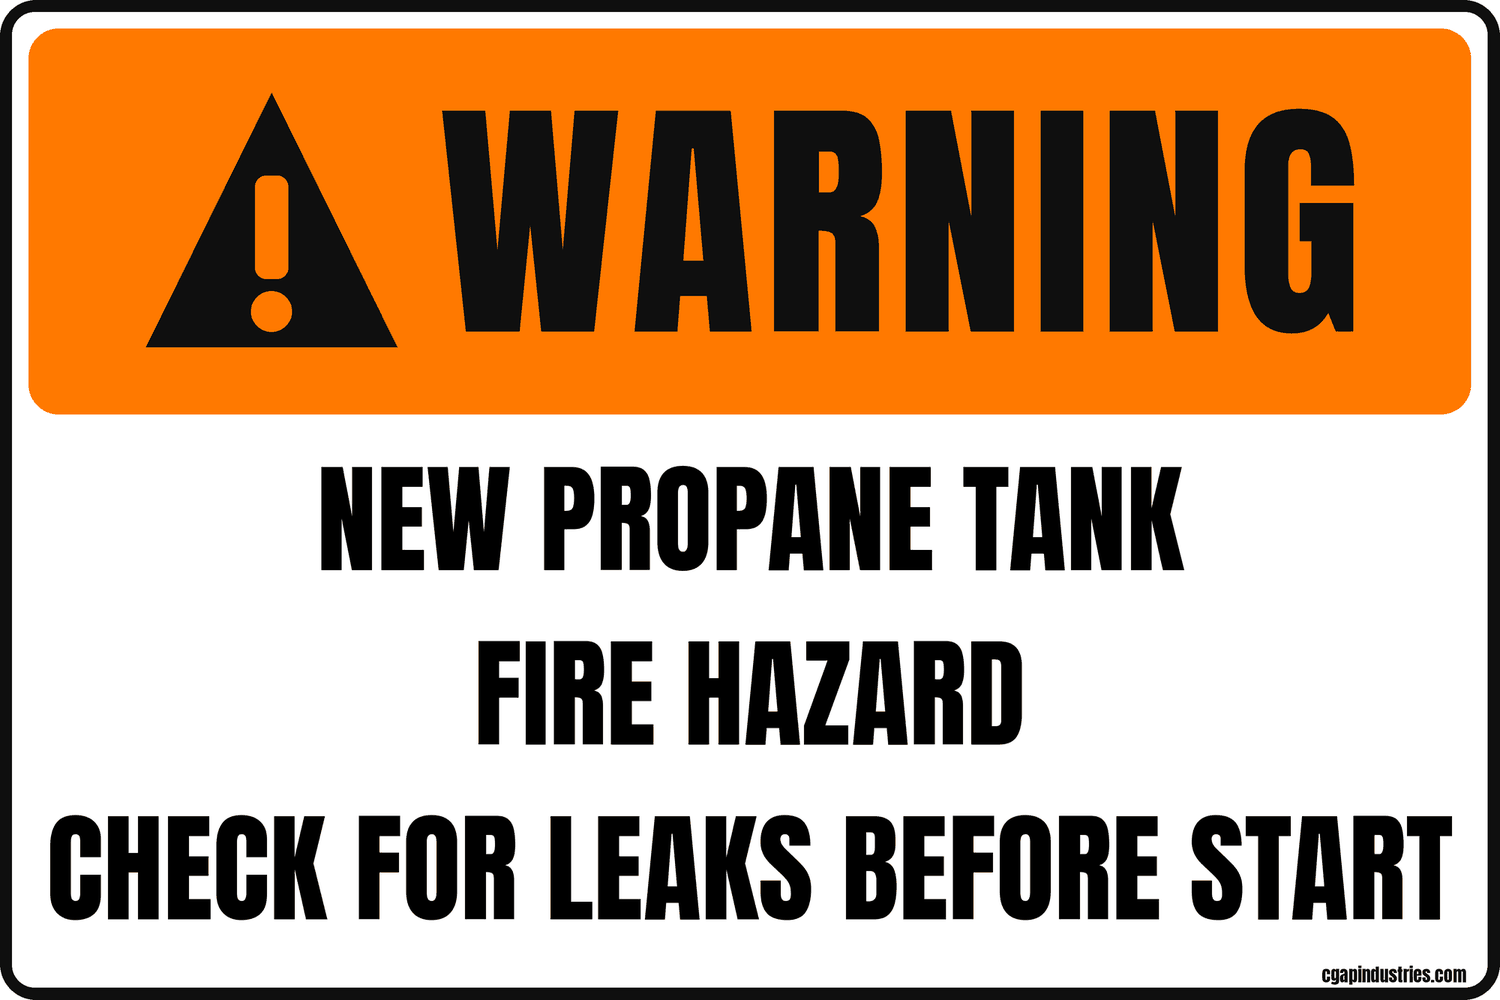 WARNING
NEW PROPANE TANK
FIRE HAZARD
CHECK FOR LEAKS BEFORE START
cgapindustries.com